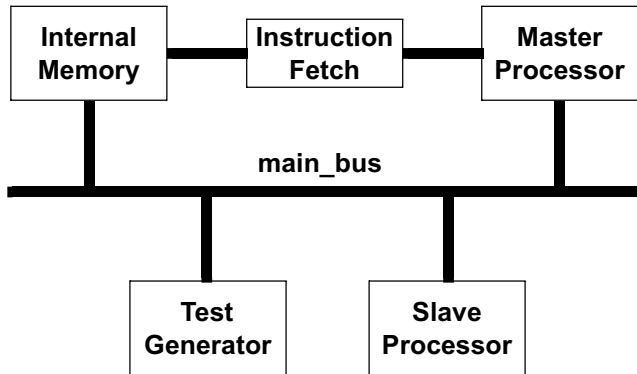 Internal
Memory
Instruction
Fetch
Master
Processor
main_bus
Test
Generator
Slave
Processor